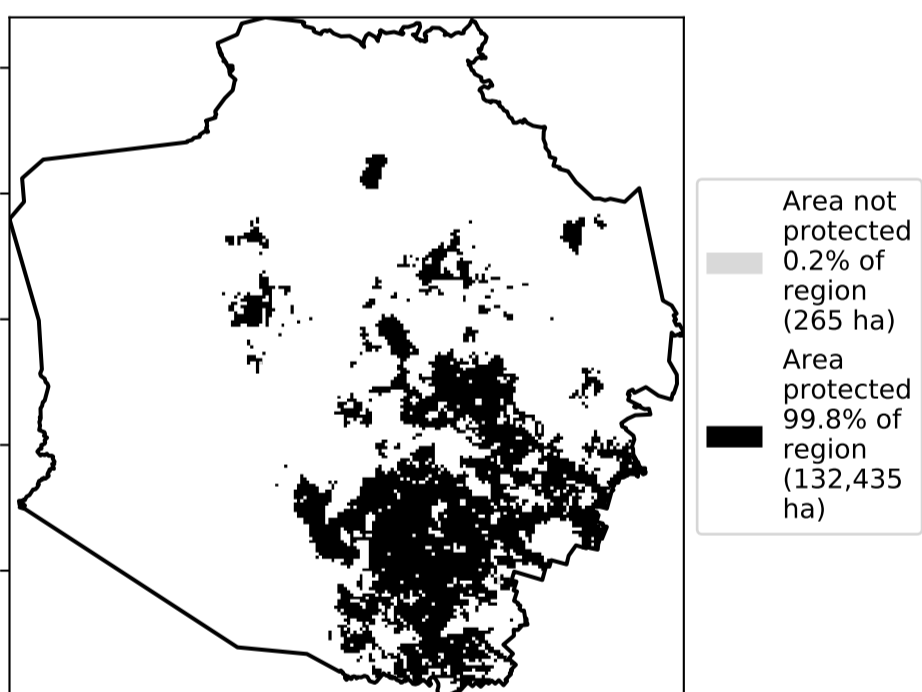 Area not
protected
0.2% of
region
(265 ha)
Area
protected
99.8% of
region
(132,435
ha)